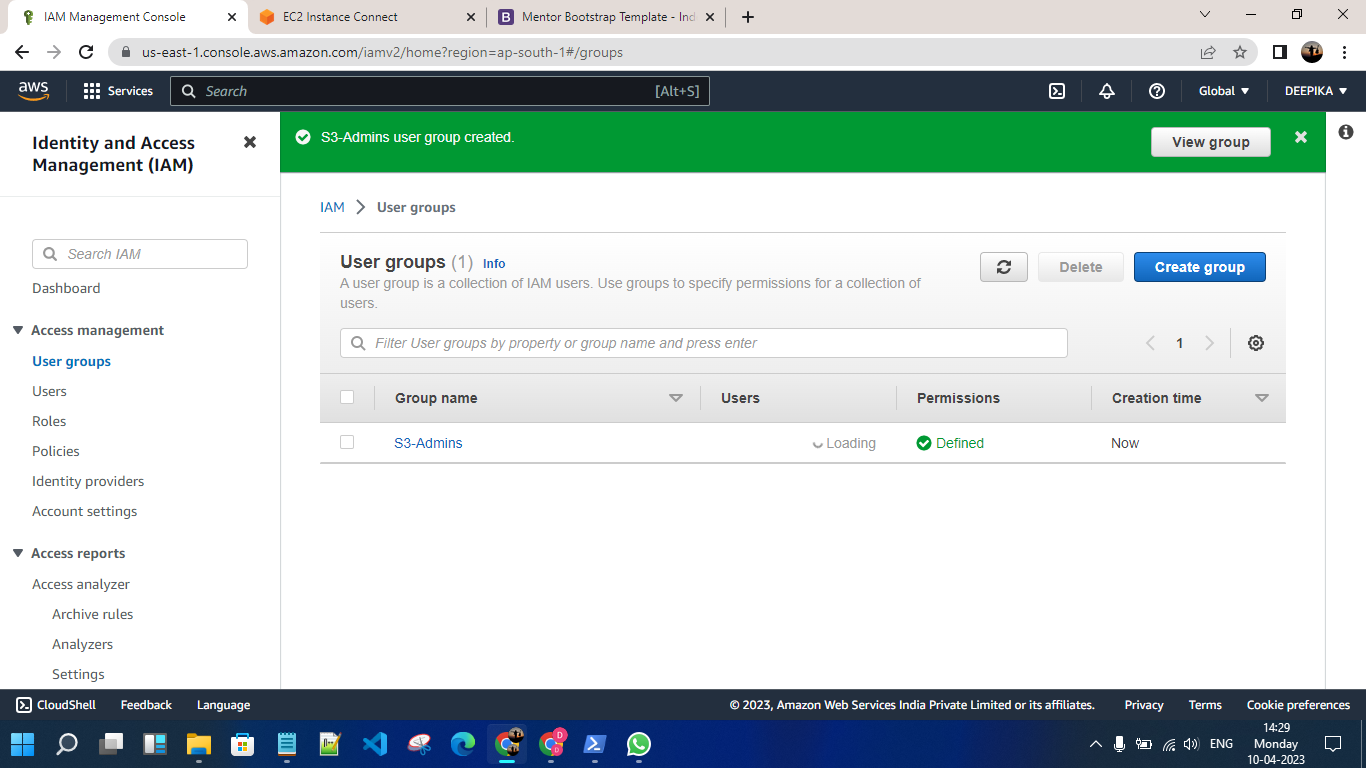 IAM Management Console
EC2 Instance Connect
Mentor Bootstrap Template - Ind
us-east-1.console.aws.amazon.com/iamv2/home?region=ap-south-1#/groups
aws
Services
Search
[Alt+S]
Global
DEEPIKA
Identity and Access
Management (IAM)
Search IAM
Dashboard
Access management
User groups
Users
Roles
Policies
Identity providers
Account settings
Access reports
Access analyzer
Archive rules
Analyzers
Settings
S3-Admins user group created.
View group
IAM
User groups
User groups (1) Info
A user group is a collection of IAM users. Use groups to specify permissions for a collection of
users.
Delete
Create group
Filter User groups by property or group name and press enter
1
Group name
Users
Permissions
Creation time
S3-Admins
Loading
Defined
Now
CloudShell
Feedback
Language
© 2023, Amazon Web Services India Private Limited or its affiliates.
Privacy
Terms
Cookie preferences
D
D
ENG
14:29
Monday
10-04-2023